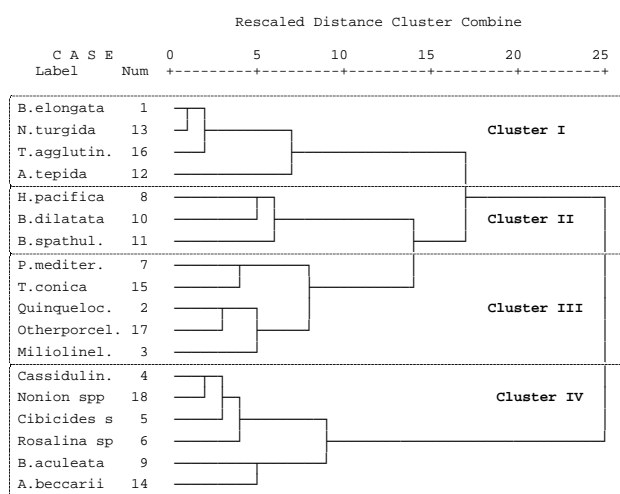 Rescaled Distance Cluster Combine
C A S E 0 5 10 15 20 25
Label Num +---------+---------+---------+---------+---------+
B.elongata 1
N.turgida 13 Cluster I
T.agglutin. 16
A.tepida 12
H.pacifica 8
B.dilatata 10 Cluster II
B.spathul. 11
P.mediter. 7
T.conica 15
Quinqueloc. 2 Cluster III
Otherporcel. 17
Miliolinel. 3
Cassidulin. 4
Nonion spp 18 Cluster IV
Cibicides s 5
Rosalina sp 6
B.aculeata 9
A.beccarii 14